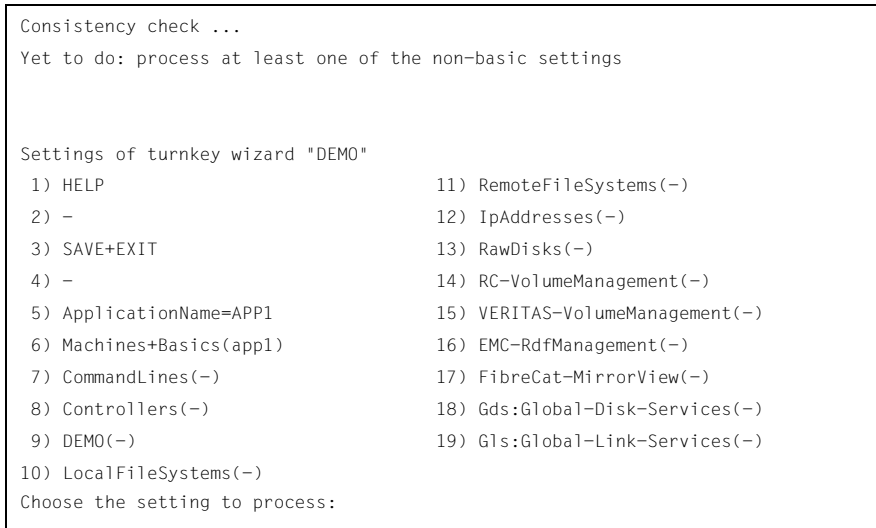 Consistency check ...
Yet to do: process at least one of the non-basic settings
Settings of turnkey wizard "DEMO"
1) HELP 11) RemoteFileSystems(-)
2) - 12) IpAddresses(-)
3) SAVE+EXIT 13) RawDisks(-)
4) - 14) RC-VolumeManagement(-)
5) ApplicationName=APP1 15) VERITAS-VolumeManagement(-)
6) Machines+Basics(app1) 16) EMC-RdfManagement(-)
7) CommandLines(-) 17) FibreCat-MirrorView(-)
8) Controllers(-) 18) Gds:Global-Disk-Services(-)
9) DEMO(-) 19) Gls:Global-Link-Services(-)
10) LocalFileSystems(-)
Choose the setting to process: